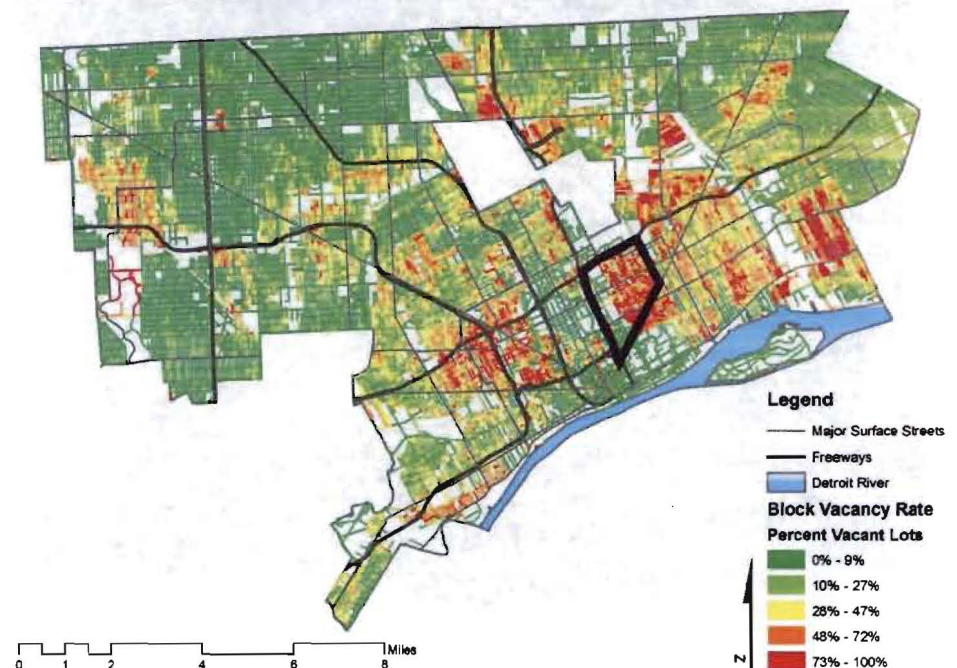 Legend
Major Surface Streets
Freeways
Detroit River
Block Vacancy Rate
Percent Vacant Lots
0% - 9%
10% - 27%
28% - 47%
48% - 72%
73% - 100%
N
Miles
0 1 2 4 6 8